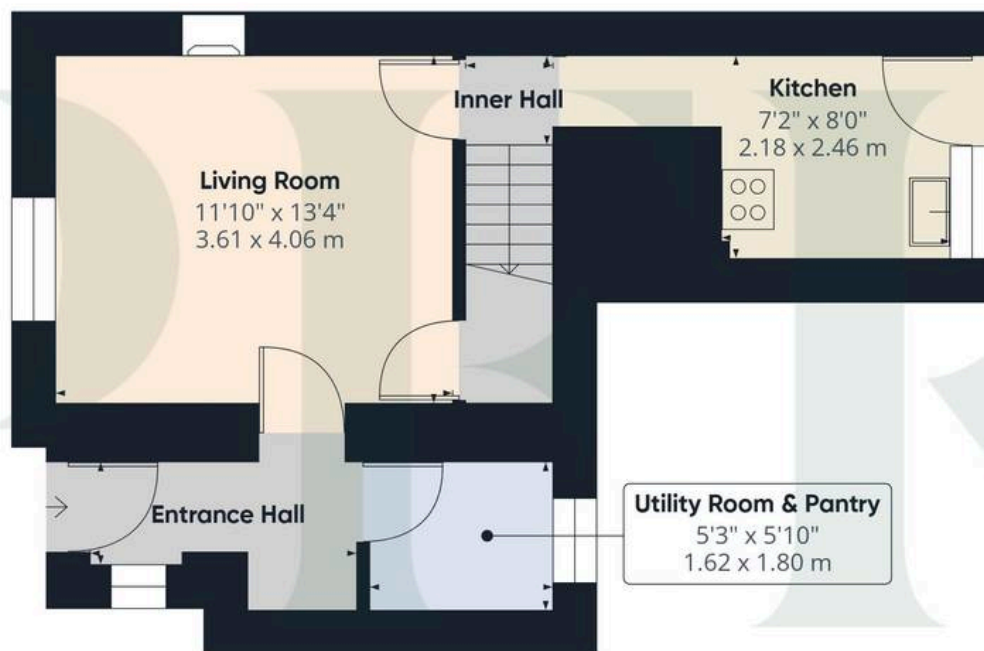 Inner Hall
Kitchen
7'2" x 8'0"
2.18 x 2.46 m
Living Room
11'10" x 13'4"
3.61 x 4.06 m
Entrance Hall
Utility Room & Pantry
5'3" x 5'10"
1.62 x 1.80 m